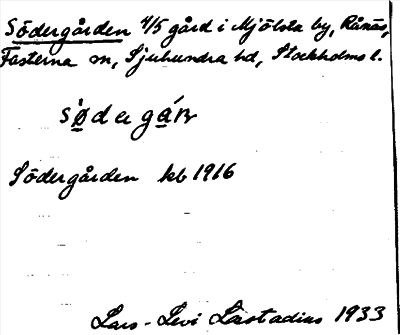 Södergården 4/5 gård i Mjölsta by, Rånäs,
Fasterna sn, Sjuhundra hd, Stockholms l.
södergáɳ
Södergården kb 1916
Lars-Levi Læstadius 1933